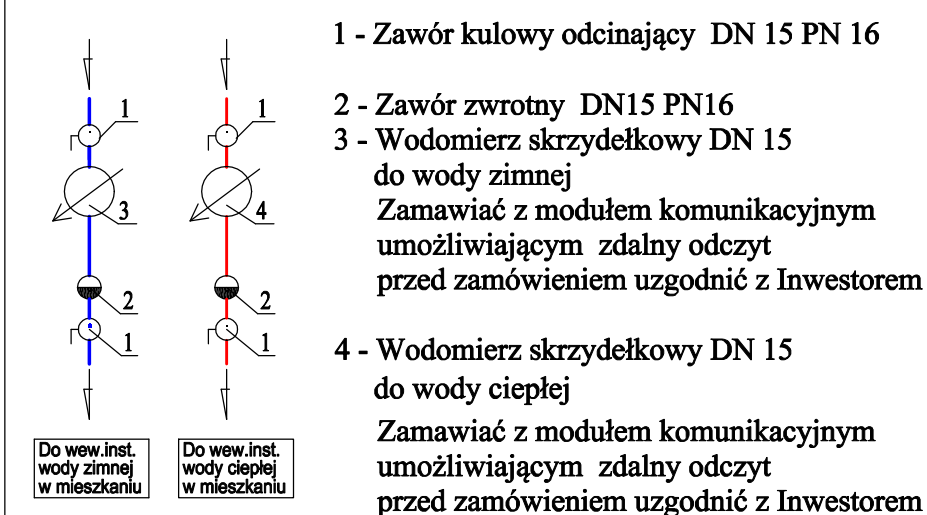 1 - Zawór kulowy odcinający DN 15 PN 16
2 - Zawór zwrotny DN15 PN16
3 - Wodomierz skrzydełkowy DN 15
do wody zimnej
Zamawiać z modułem komunikacyjnym
umożliwiającym zdalny odczyt
przed zamówieniem uzgodnić z Inwestorem
4 - Wodomierz skrzydełkowy DN 15
do wody ciepłej
Zamawiać z modułem komunikacyjnym
umożliwiającym zdalny odczyt
przed zamówieniem uzgodnić z Inwestorem
1
1
3
4
2
2
1
1
Do wew.inst.
wody zimnej
w mieszkaniu
Do wew.inst.
wody ciepłej
w mieszkaniu